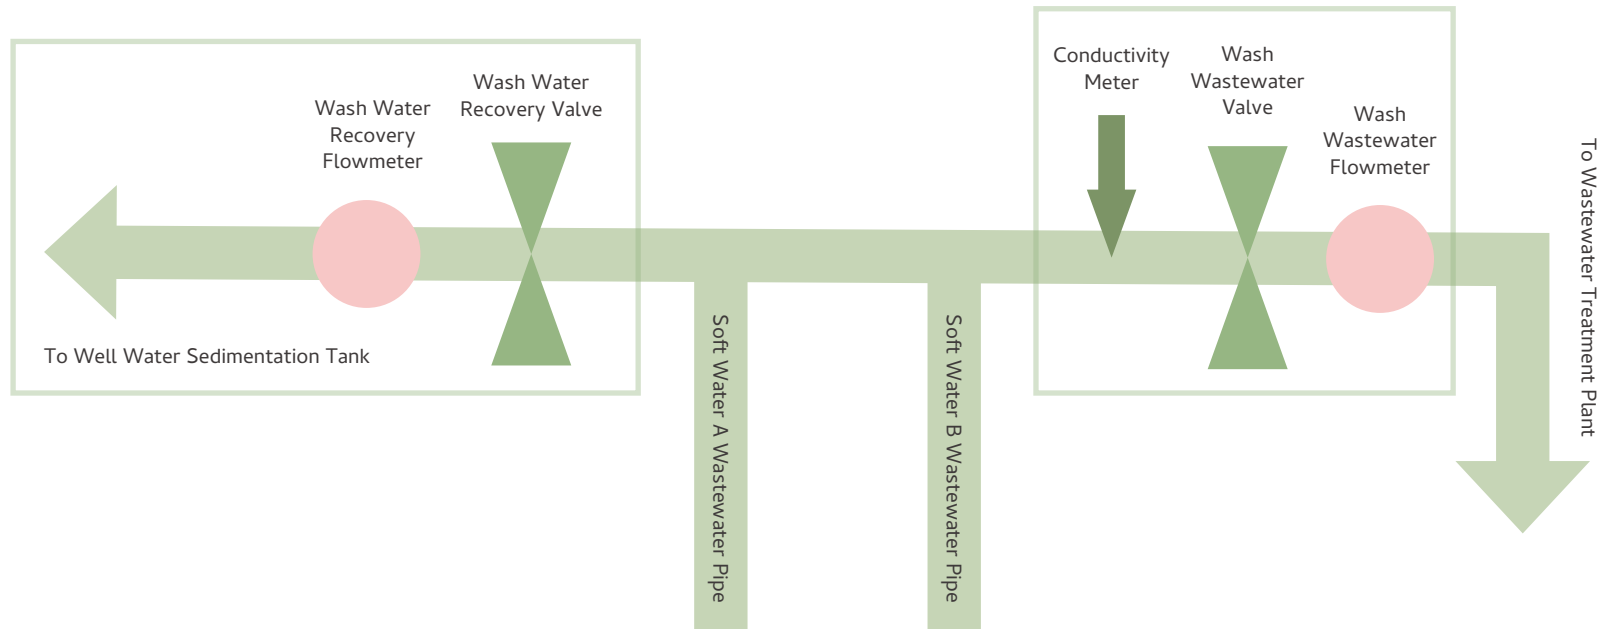 Wash Water
Recovery
Flowmeter
Wash Water
Recovery Valve
To Well Water Sedimentation Tank
Soft Water A Wastewater Pipe
Soft Water B Wastewater Pipe
Conductivity
Meter
Wash
Wastewater
Valve
Wash
Wastewater
Flowmeter
To Wastewater Treatment Plant